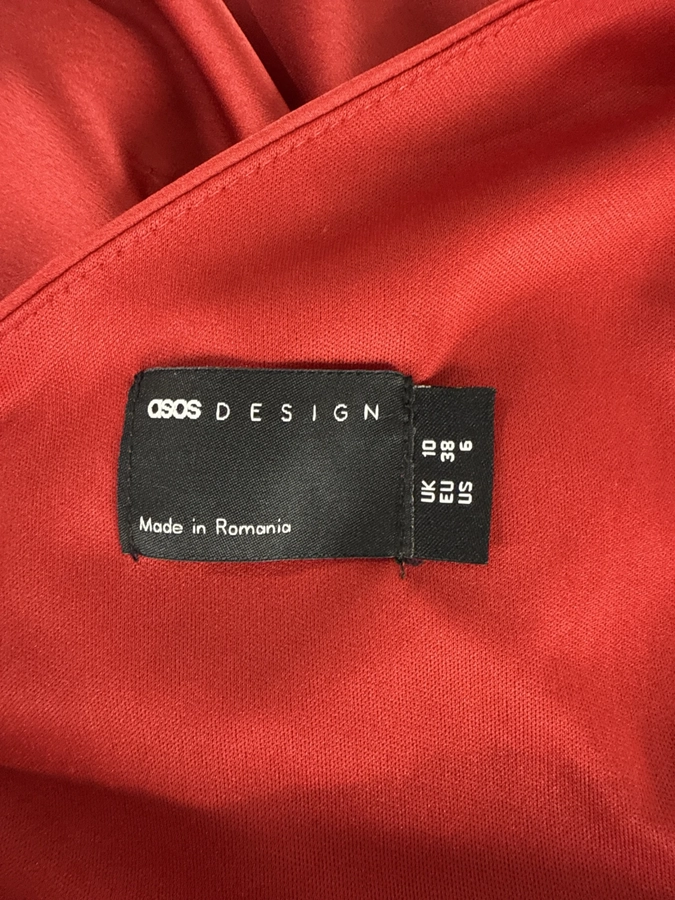 asos DESIGN
Made in Romania
UK 10
EU 38
US 6